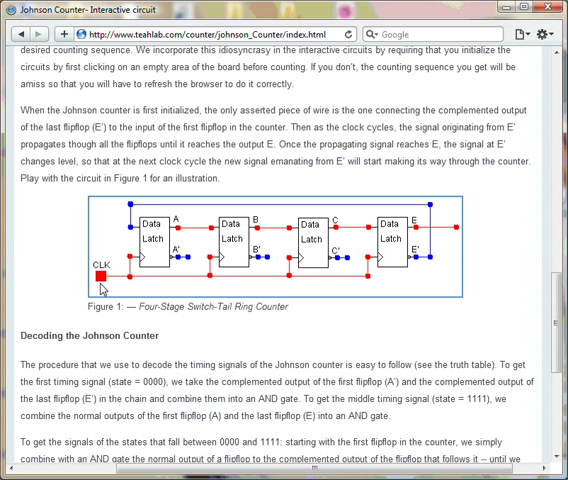 Johnson Counter- Interactive circuit
http://www.teahlab.com/counter/johnson_Counter/index.html
Google
desired counting sequence. We incorporate this idiosyncrasy in the interactive circuits by requiring that you initialize the
circuits by first clicking on an empty area of the board before counting. If you don't, the counting sequence you get will be
amiss so that you will have to refresh the browser to do it correctly.
When the Johnson counter is first initialized, the only asserted piece of wire is the one connecting the complemented output
of the last flipflop (E') to the input of the first flipflop in the counter. Then as the clock cycles, the signal originating from E'
propagates though all the flipflops until it reaches the output E. Once the propagating signal reaches E, the signal at E'
changes level, so that at the next clock cycle the new signal emanating from E' will start making its way through the counter.
Play with the circuit in Figure 1 for an illustration.
A B C E
Data Data Data Data
Latch Latch Latch Latch
A' B' C' E'
CLK
Figure 1: — Four-Stage Switch-Tail Ring Counter
Decoding the Johnson Counter
The procedure that we use to decode the timing signals of the Johnson counter is easy to follow (see the truth table). To get
the first timing signal (state = 0000), we take the complemented output of the first flipflop (A') and the complemented output of
the last flipflop (E') in the chain and combine them into an AND gate. To get the middle timing signal (state = 1111), we
combine the normal outputs of the first flipflop (A) and the last flipflop (E) into an AND gate.
To get the signals of the states that fall between 0000 and 1111: starting with the first flipflop in the counter, we simply
combine with an AND gate the normal output of a flipflop to the complemented output of the flipflop that follows it -- until we